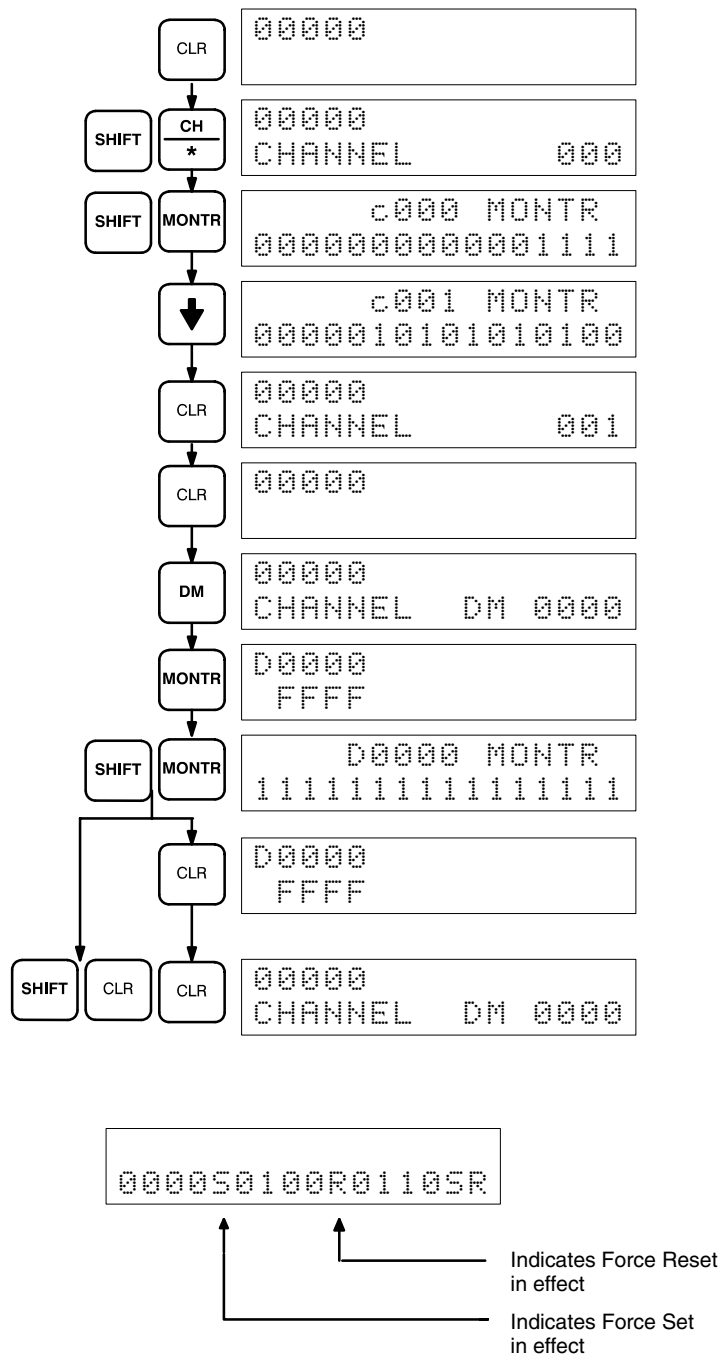 CLR
00000
SHIFT CH * 
00000
CHANNEL 000
SHIFT MONTR
c000 MONTR
0000000000001111
c001 MONTR
0000010101010100
CLR
00000
CHANNEL 001
CLR
00000
DM
00000
CHANNEL DM 0000
MONTR
D0000
FFFF
SHIFT MONTR
D0000 MONTR
1111111111111111
CLR
D0000
FFFF
SHIFT CLR CLR
00000
CHANNEL DM 0000
0000S0100R0110SR
Indicates Force Reset
in effect
Indicates Force Set
in effect